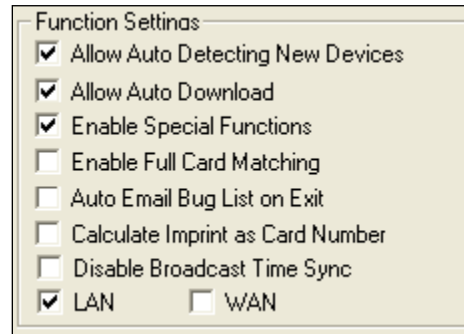 Function Settings
Allow Auto Detecting New Devices
Allow Auto Download
Enable Special Functions
Enable Full Card Matching
Auto Email Bug List on Exit
Calculate Imprint as Card Number
Disable Broadcast Time Sync
LAN WAN